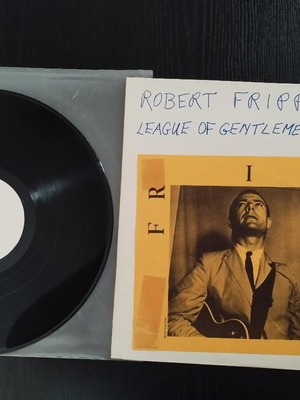 ROBERT FRIPP
LEAGUE OF GENTLEME
F R I